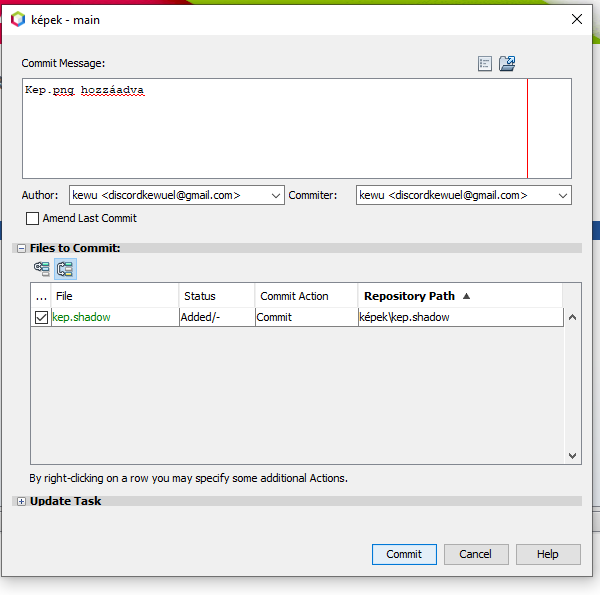 képek - main
Commit Message:
Kep.png hozzáadva
Author: kewu <discordkewuel@gmail.com> Commiter: kewu <discordkewuel@gmail.com>
Amend Last Commit
Files to Commit:
... File Status Commit Action Repository Path
kep.shadow Added/- Commit képek\kep.shadow
By right-clicking on a row you may specify some additional Actions.
Update Task
Commit Cancel Help